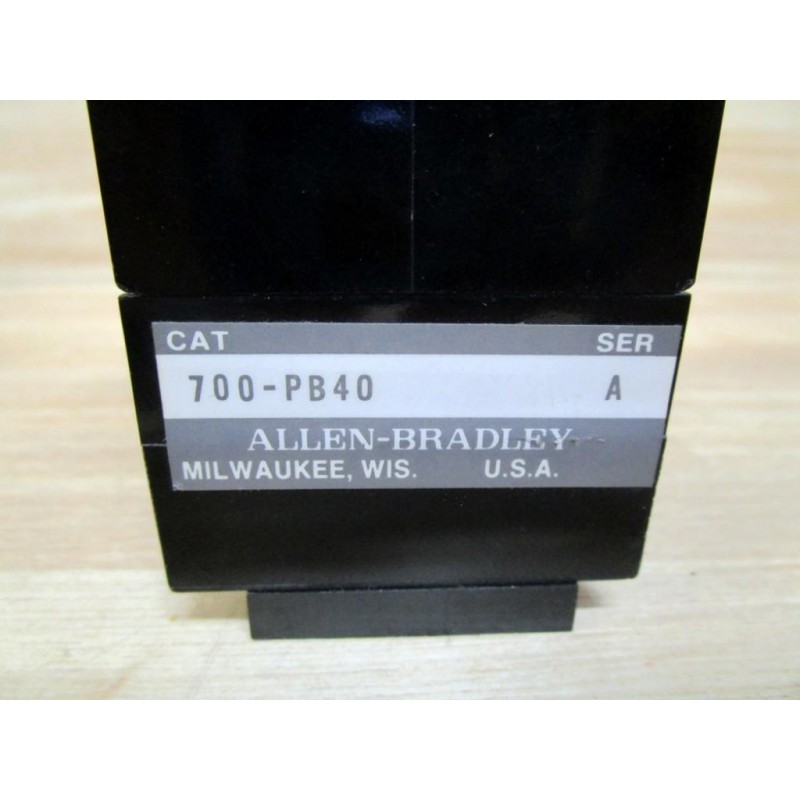 CAT SER
700-PB40 A
ALLEN-BRADLEY
MILWAUKEE, WIS. U.S.A.